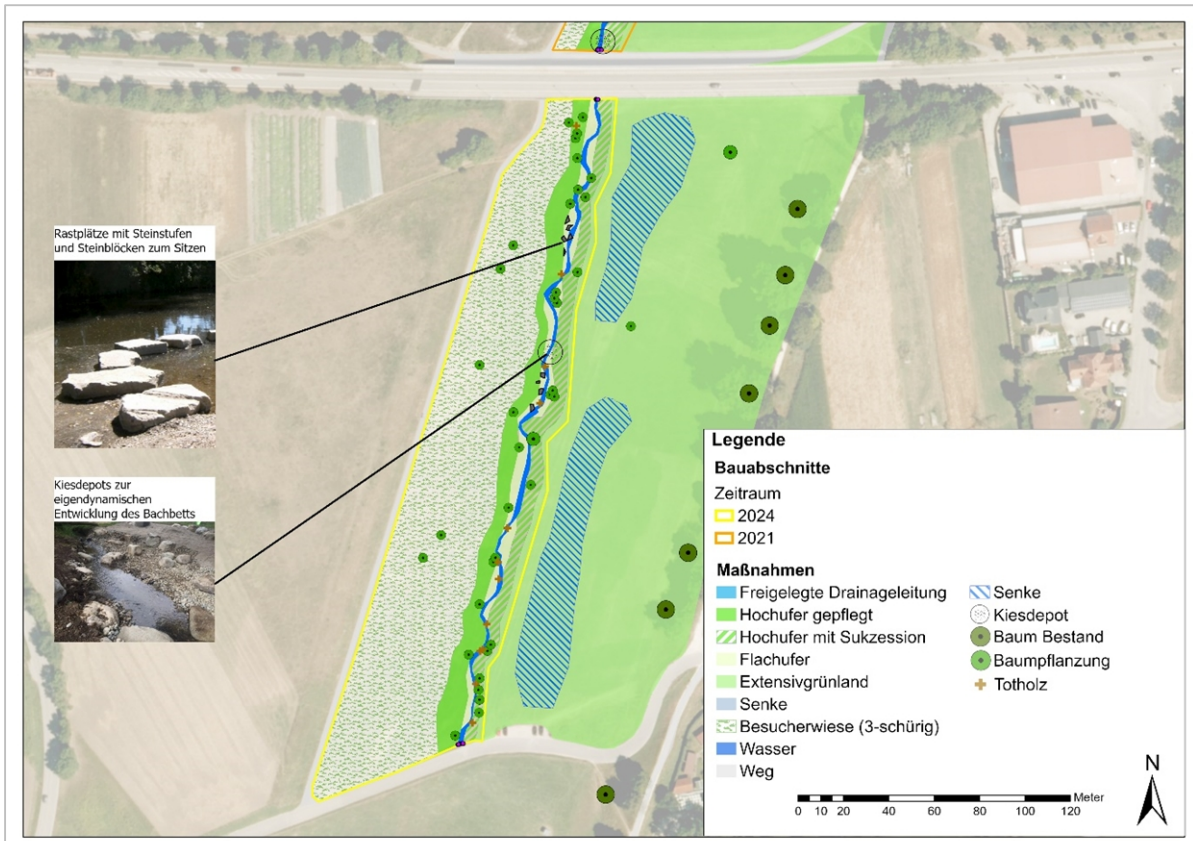 Rastplätze mit Steinstufen
und Steinblöcken zum Sitzen
Kiesdepots zur
eigendynamischen
Entwicklung des Bachbetts
Legende
Bauabschnitte
Zeitraum
2024
2021
Maßnahmen
Freigelegte Drainageleitung
Hochufer gepflegt
Hochufer mit Sukzession
Flachufer
Extensivgrünland
Senke
Besucherwiese (3-schürig)
Wasser
Weg
Senke
Kiesdepot
Baum Bestand
Baumpflanzung
Totholz
N
Meter
0 10 20 40 60 80 100 120